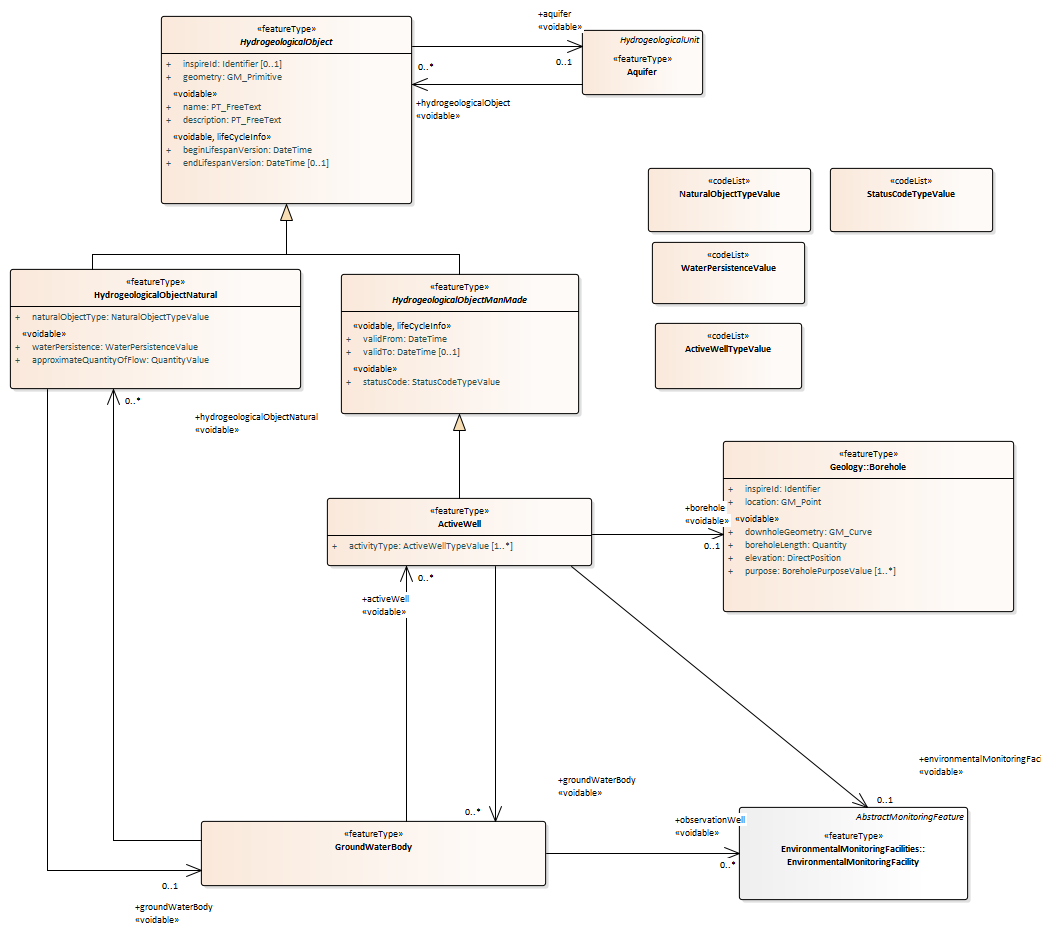 «featureType»
HydrogeologicalObject
+ inspireId: Identifier [0..1]
+ geometry: GM_Primitive
«voidable»
+ name: PT_FreeText
+ description: PT_FreeText
«voidable, lifeCycleInfo»
+ beginLifespanVersion: DateTime
+ endLifespanVersion: DateTime [0..1]
+aquifer
«voidable»
0..1
0..*
+hydrogeologicalObject
«voidable»
HydrogeologicalUnit
«featureType»
Aquifer
«codeList»
NaturalObjectTypeValue
«codeList»
StatusCodeTypeValue
«codeList»
WaterPersistenceValue
«codeList»
ActiveWellTypeValue
«featureType»
HydrogeologicalObjectNatural
+ naturalObjectType: NaturalObjectTypeValue
«voidable»
+ waterPersistence: WaterPersistenceValue
+ approximateQuantityOfFlow: QuantityValue
«featureType»
HydrogeologicalObjectManMade
«voidable, lifeCycleInfo»
+ validFrom: DateTime
+ validTo: DateTime [0..1]
«voidable»
+ statusCode: StatusCodeTypeValue
0..*
+hydrogeologicalObjectNatural
«voidable»
«featureType»
ActiveWell
+ activityType: ActiveWellTypeValue [1..*]
+borehole
«voidable»
0..1
«featureType»
Geology::Borehole
+ inspireId: Identifier
+ location: GM_Point
«voidable»
+ downholeGeometry: GM_Curve
+ boreholeLength: Quantity
+ elevation: DirectPosition
+ purpose: BoreholePurposeValue [1..*]
0..*
+activeWell
«voidable»
+groundWaterBody
«voidable»
0..*
+environmentalMonitoringFaci
«voidable»
0..1
«featureType»
GroundWaterBody
+observationWell
«voidable»
0..*
AbstractMonitoringFeature
«featureType»
EnvironmentalMonitoringFacilities::
EnvironmentalMonitoringFacility
0..1
+groundWaterBody
«voidable»